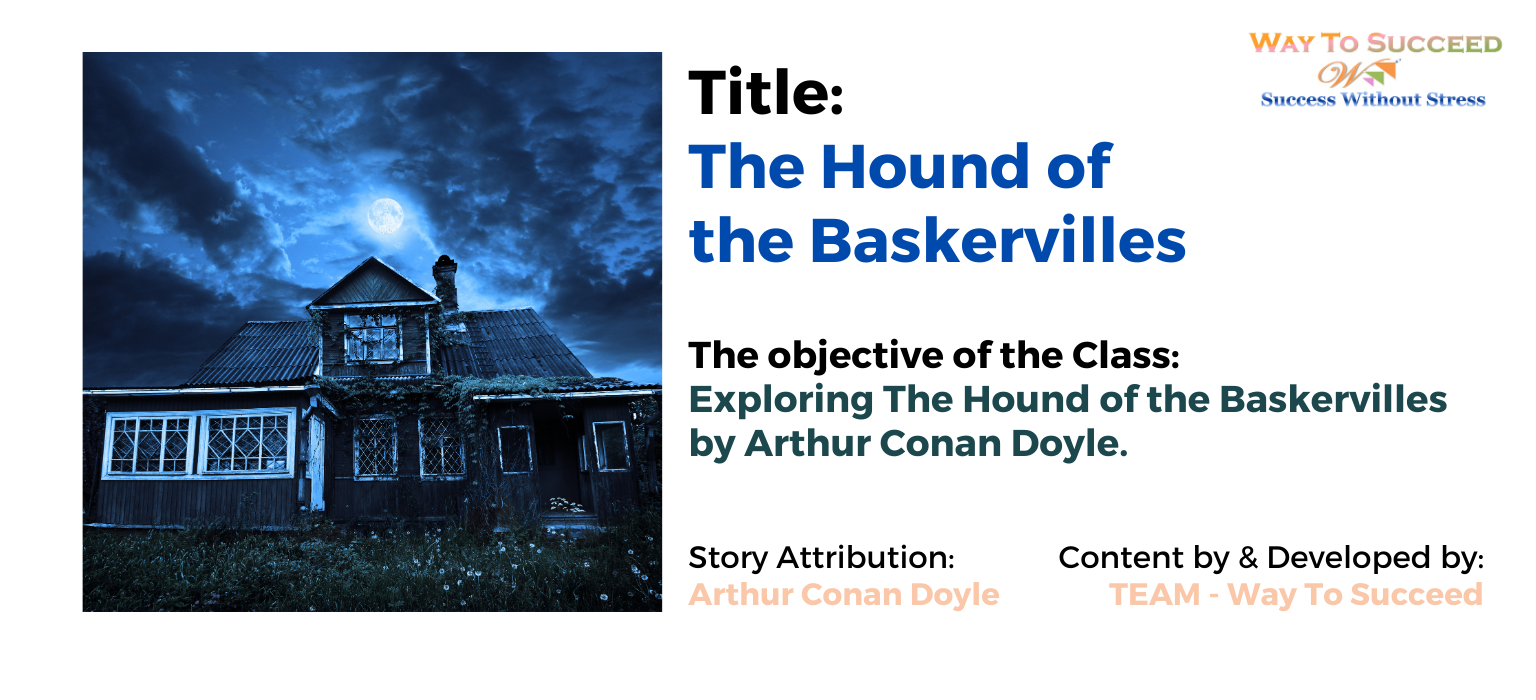 WAY TO SUCCEED
W
Success Without Stress
Title:
The Hound of
the Baskervilles
The objective of the Class:
Exploring The Hound of the Baskervilles
by Arthur Conan Doyle.
Story Attribution:
Arthur Conan Doyle
Content by & Developed by:
TEAM - Way To Succeed